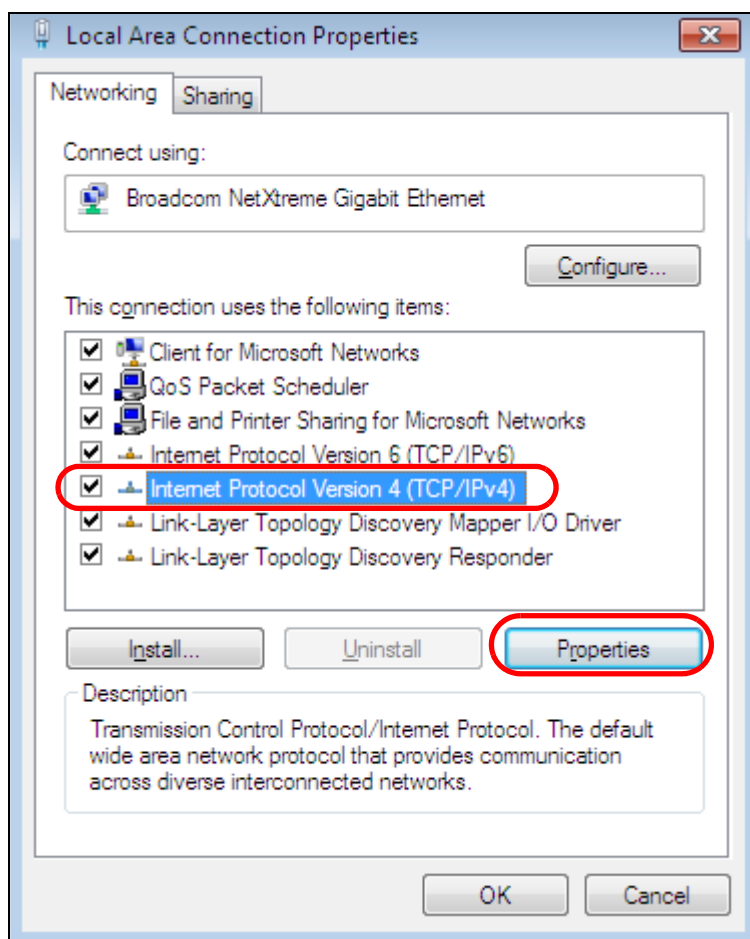 Local Area Connection Properties
Networking
Sharing
Connect using:
Broadcom NetXtreme Gigabit Ethernet
Configure...
This connection uses the following items:
Client for Microsoft Networks
QoS Packet Scheduler
File and Printer Sharing for Microsoft Networks
Internet Protocol Version 6 (TCP/IPv6)
Internet Protocol Version 4 (TCP/IPv4)
Link-Layer Topology Discovery Mapper I/O Driver
Link-Layer Topology Discovery Responder
Install...
Uninstall
Properties
Description
Transmission Control Protocol/Internet Protocol. The default
wide area network protocol that provides communication
across diverse interconnected networks.
OK
Cancel